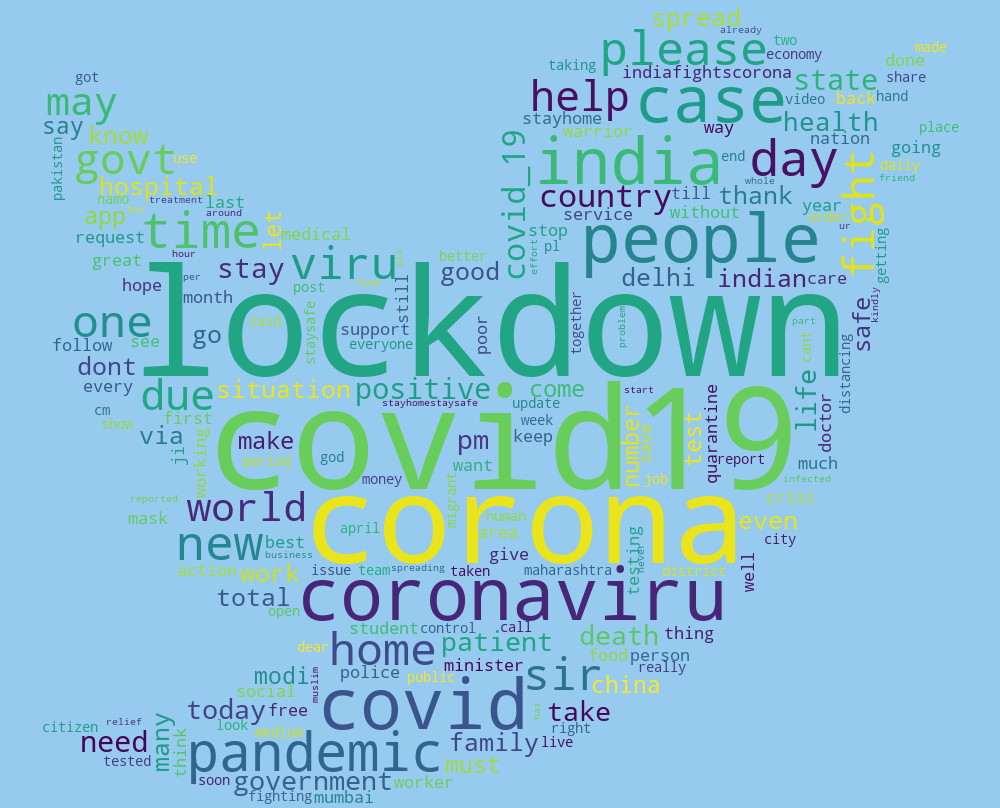 spread
already
please
two
economy
made
got
taking
indiafightscorona
done
may
help
case
state
share
video
back
hand
say
know
stayhome
health
warrior
way
nation
place
govt
use
covid_19
india
end
day
going
pakistan
hospital
daily
namo
treatment
last
country
till
whole
friend
thank
app
around
let
service
without
year
order
fight
request
time
medical
stop
people
ur
great
hour
viru
better
pl
effort
delhi
indian
care
getting
hope
per
stay
good
month
post
still
safe
kindly
lockdown
one
go
said
staysafe
support
everyone
poor
together
problem
part
follow
see
cant
distancing
dont
every
due
situation
positive
come
start
life
cm
show
first
stayhomestaysafe
update
week
keep
covid19
number
save
test
quarantine
doctor
via
ji
working
make
period
god
pm
want
job
report
much
infected
reported
money
migrant
crisi
mask
world
april
human
area
corona
even
city
new
best
business
give
testing
never
well
action
work
issue
team
spreading
taken
maharashtra
district
total
open
coronaviru
student
control
call
death
thing
dear
home
patient
food
person
modi
police
public
minister
sir
really
social
muslim
china
today
free
covid
hai
take
citizen
relief
look
right
need
many
think
medium
family
live
tested
pandemic
must
soon
government
worker
fighting
mumbai